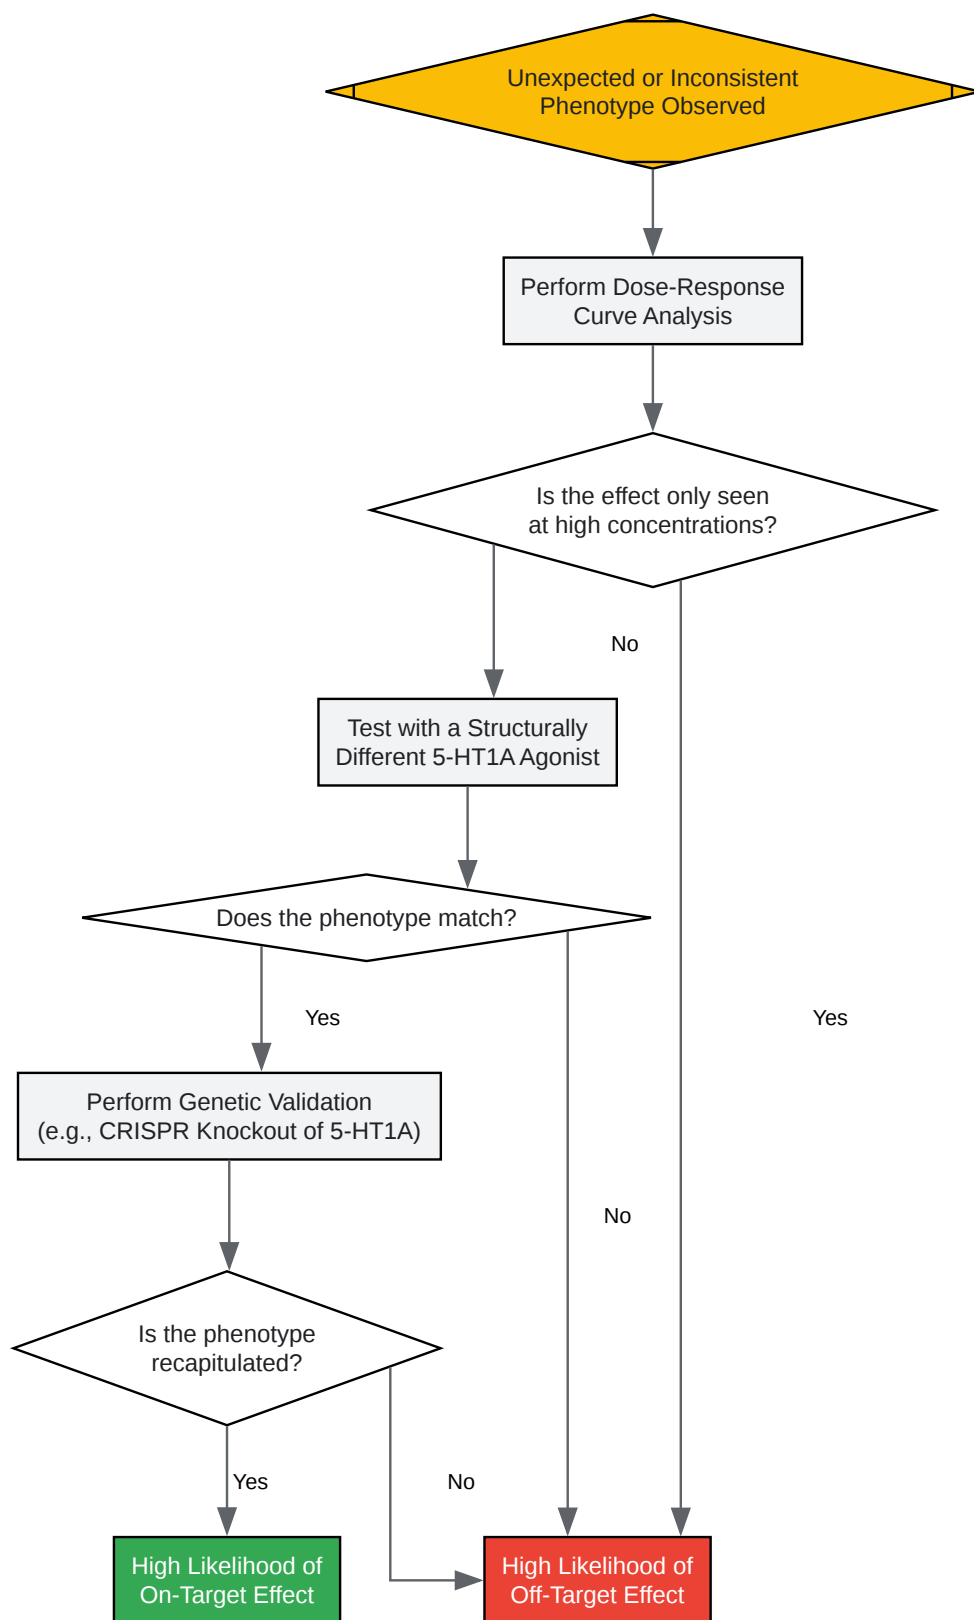 Unexpected or Inconsistent
Phenotype Observed
Perform Dose-Response
Curve Analysis
Is the effect only seen
at high concentrations?
No
Test with a Structurally
Different 5-HT1A Agonist
Does the phenotype match?
Yes
Yes
Perform Genetic Validation
(e.g., CRISPR Knockout of 5-HT1A)
No
Is the phenotype
recapitulated?
Yes
No
High Likelihood of
On-Target Effect
High Likelihood of
Off-Target Effect